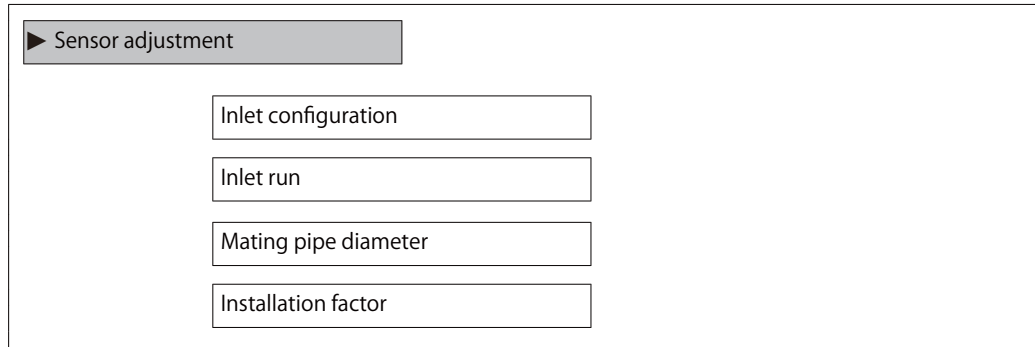 Sensor adjustment
Inlet configuration
Inlet run
Mating pipe diameter
Installation factor